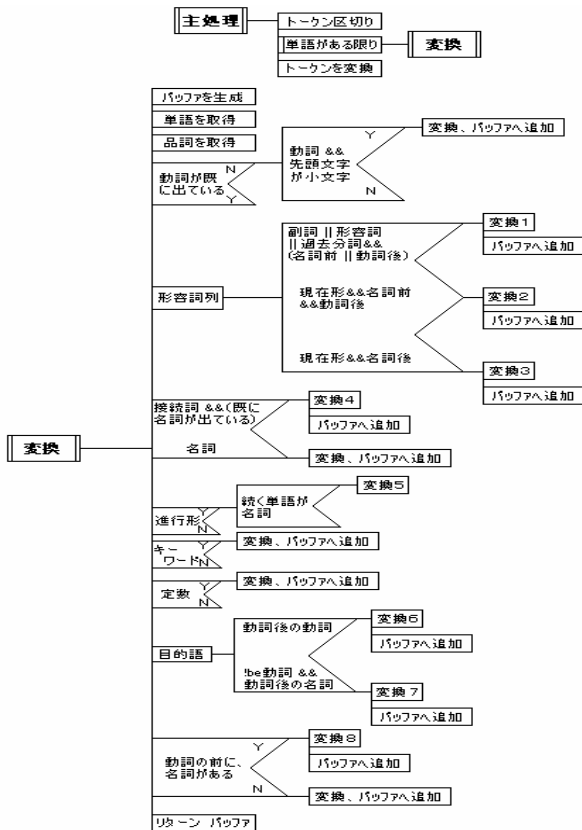 主処理
トークン区切り
単語がある限り
変換
トークンを変換
バッファを生成
単語を取得
品詞を取得
動詞が既
に出ている
N
Y
動詞 &&
先頭文字
が小文字
Y
N
変換、バッファへ追加
形容詞列
副詞 || 形容詞
|| 過去分詞&&
(名詞前 || 動詞後)
変換1
バッファへ追加
現在形&&名詞前
&&動詞後
変換2
バッファへ追加
現在形&&名詞後
変換3
バッファへ追加
変換
接続詞 &&(既に
名詞が出ている)
変換4
バッファへ追加
名詞
変換、バッファへ追加
進行形
Y
N
続く単語が
名詞
変換5
キー
ワード
Y
N
変換、バッファへ追加
定数
Y
N
変換、バッファへ追加
目的語
動詞後の動詞
変換6
バッファへ追加
!be動詞 &&
動詞後の名詞
変換7
バッファへ追加
動詞の前に、
名詞がある
Y
N
変換8
バッファへ追加
変換、バッファへ追加
リターン バッファ